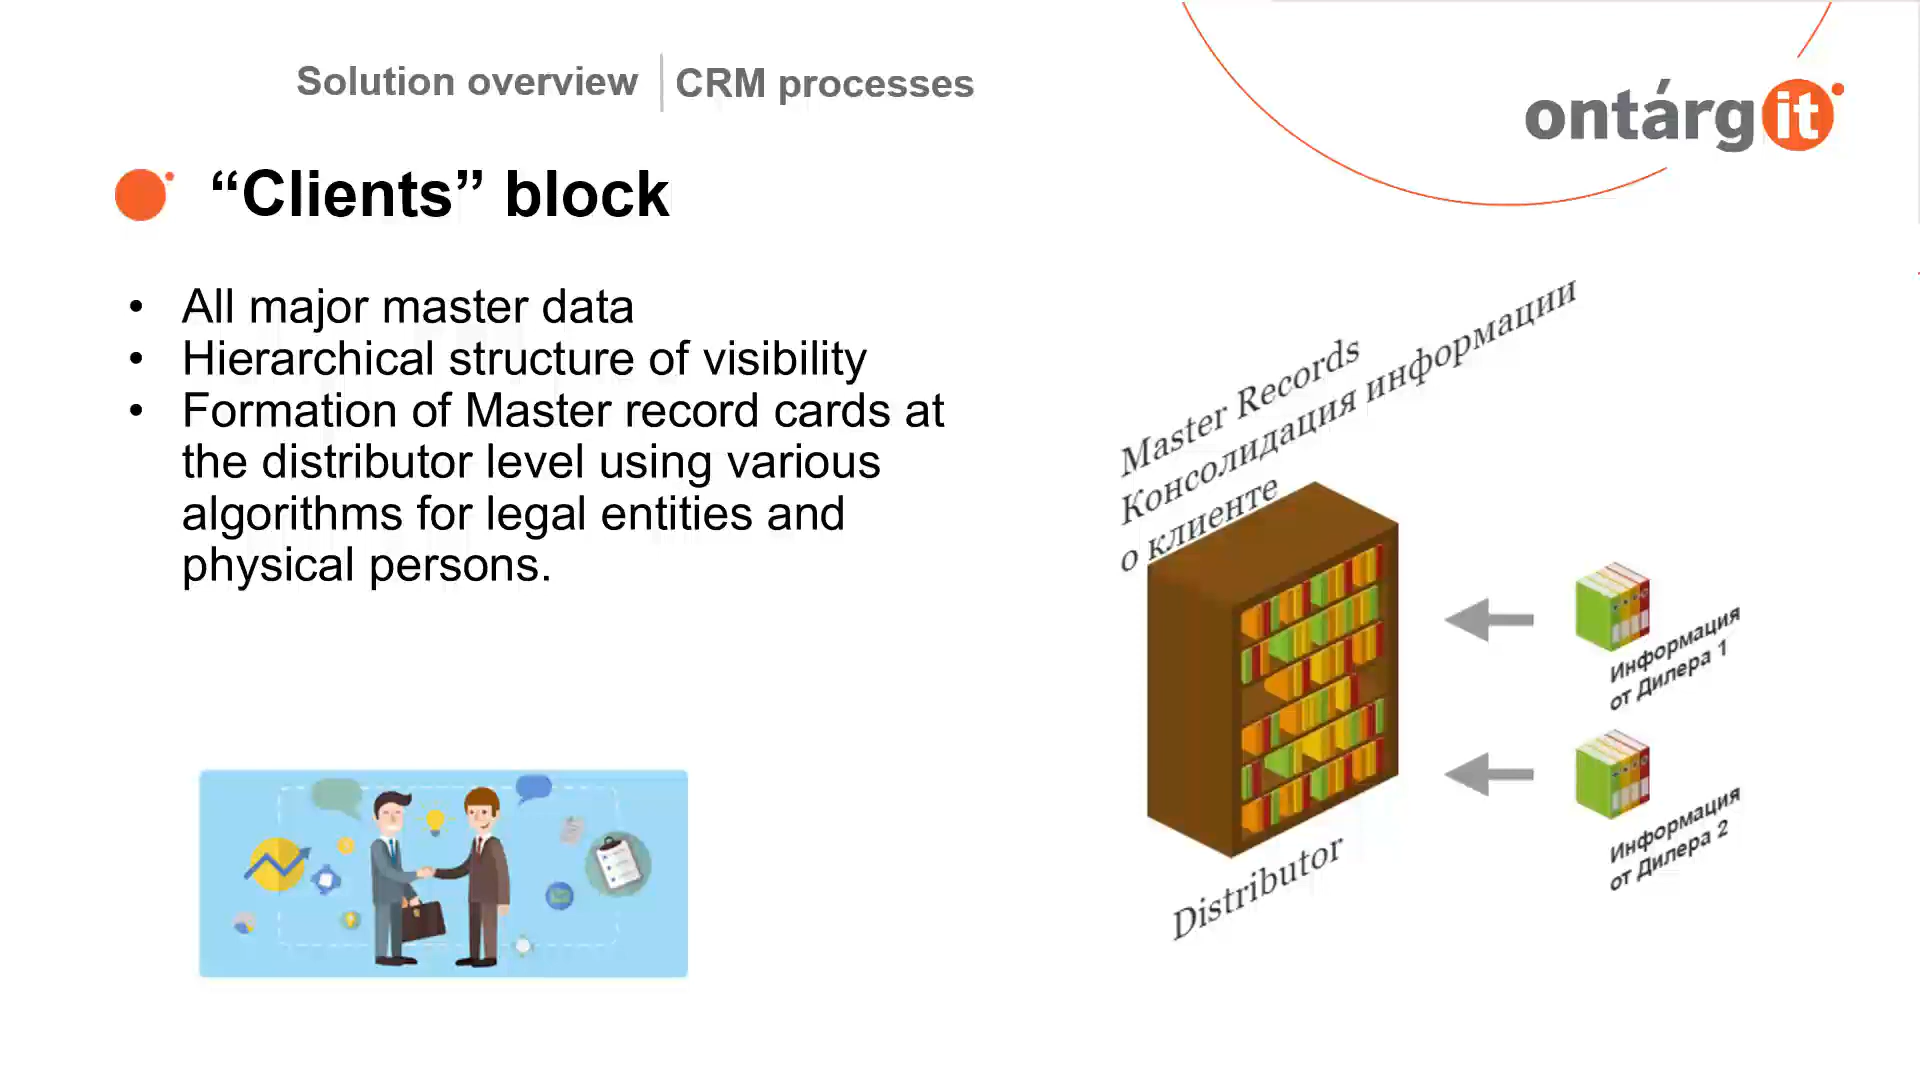 Solution overview
CRM processes
ontárgit
“Clients” block
• All major master data
• Hierarchical structure of visibility
• Formation of Master record cards at
the distributor level using various
algorithms for legal entities and
physical persons.
Master Records
Консолидация информации
о клиенте
Distributor
Информация
от Дилера 1
Информация
от Дилера 2